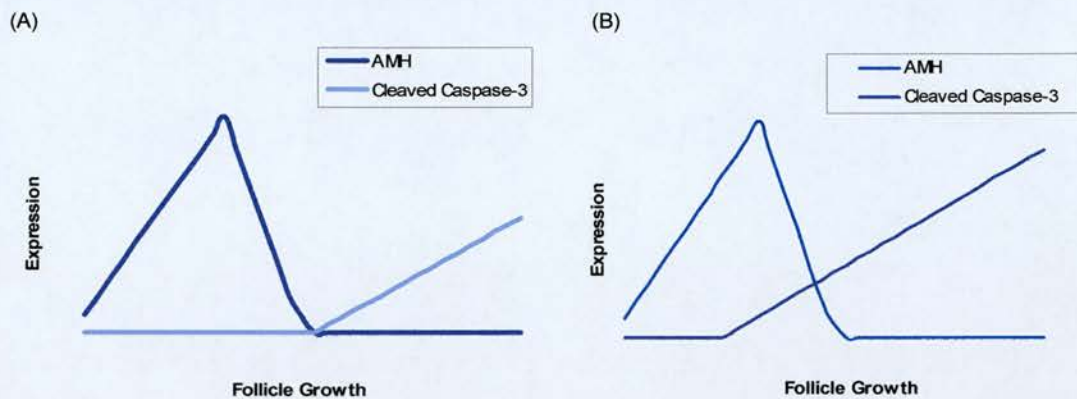 (A)
AMH
Cleaved Caspase-3
Expression
Follicle Growth
(B)
AMH
Cleaved Caspase-3
Expression
Follicle Growth